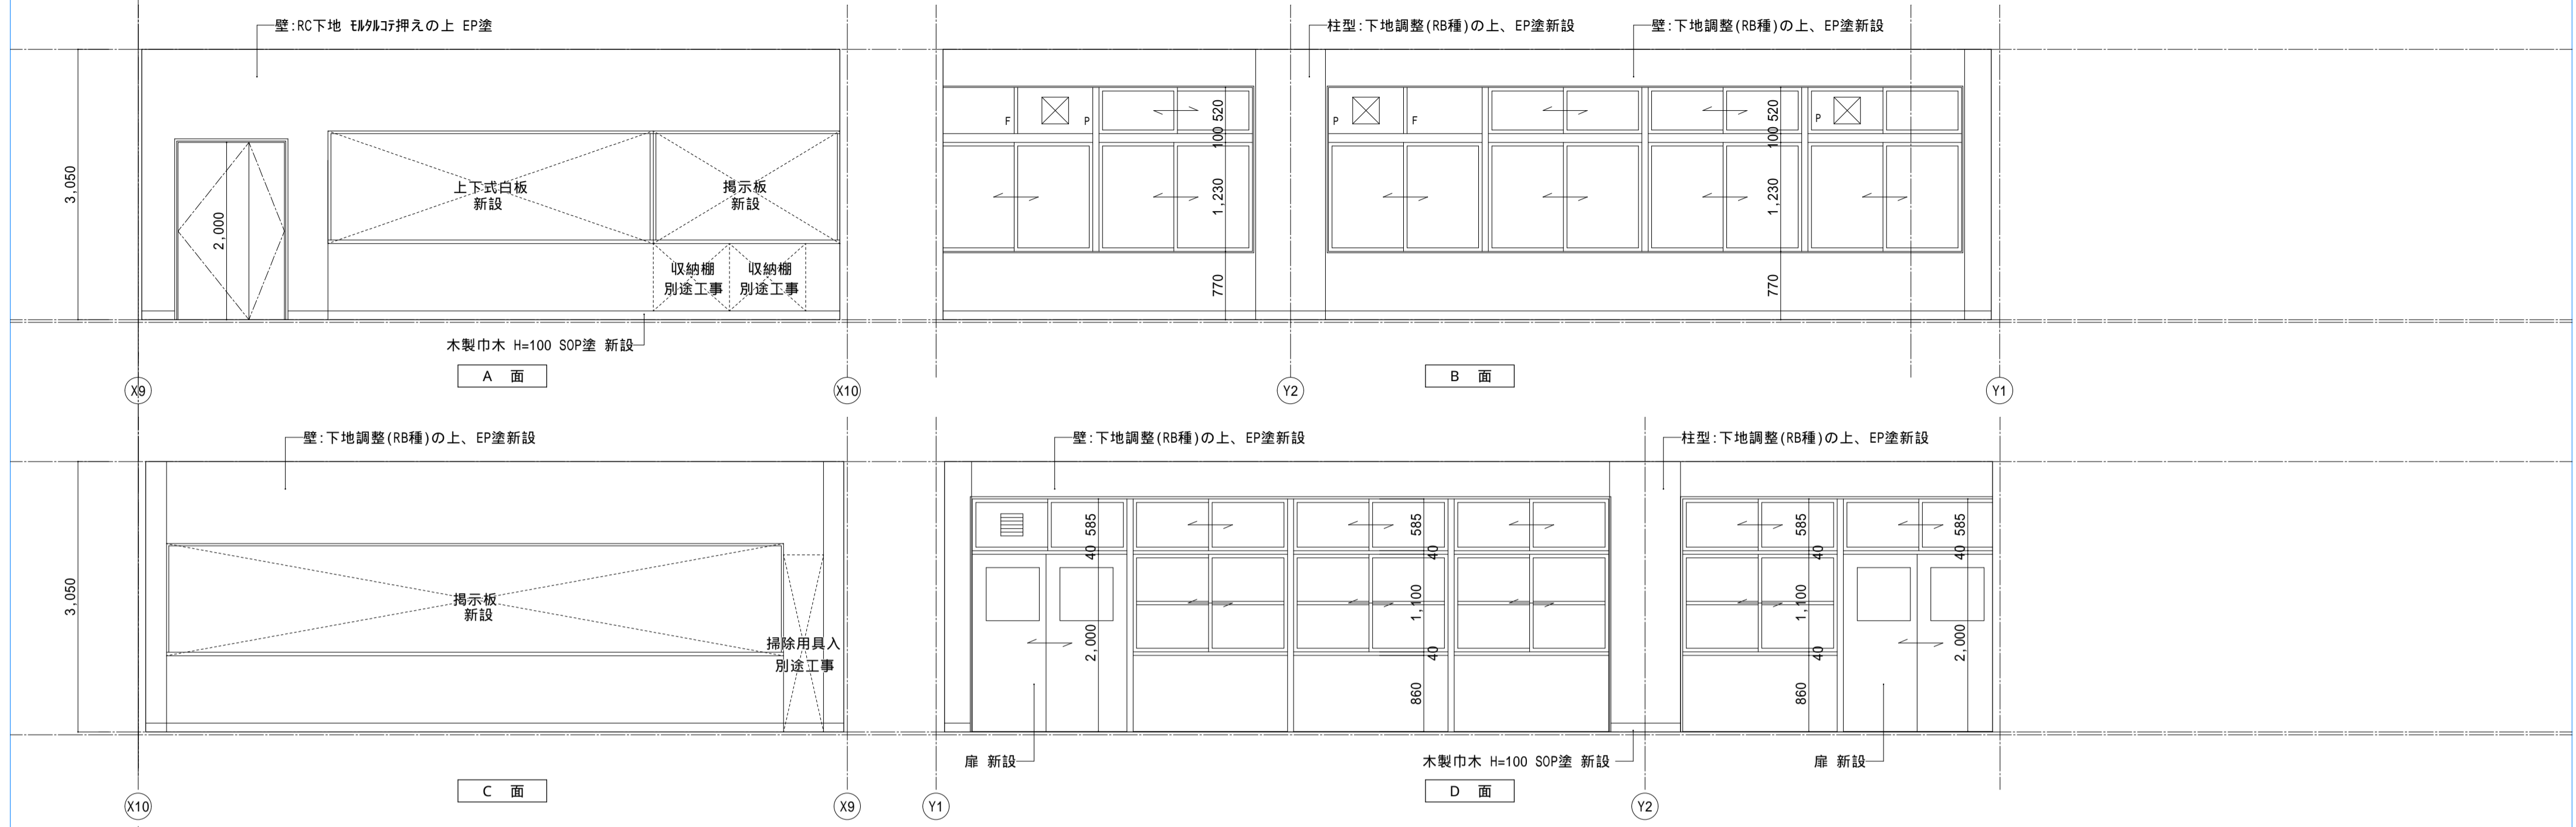 壁:RC下地 ﾓﾙﾀﾙｺﾃ押えの上 EP塗
柱型:下地調整(RB種)の上、EP塗新設
壁:下地調整(RB種)の上、EP塗新設
3,050
2,000
上下式白板
新設
掲示板
新設
収納棚
別途工事
収納棚
別途工事
木製巾木 H=100 SOP塗 新設
A 面
X9
X10
F
P
520
100
1,230
770
P
F
520
100
1,230
770
P
B 面
Y2
Y1
壁:下地調整(RB種)の上、EP塗新設
3,050
掲示板
新設
掃除用具入
別途工事
C 面
X10
X9
壁:下地調整(RB種)の上、EP塗新設
柱型:下地調整(RB種)の上、EP塗新設
585
40
2,000
585
40
1,100
40
860
585
40
1,100
40
860
585
40
2,000
扉 新設
木製巾木 H=100 SOP塗 新設
扉 新設
D 面
Y1
Y2